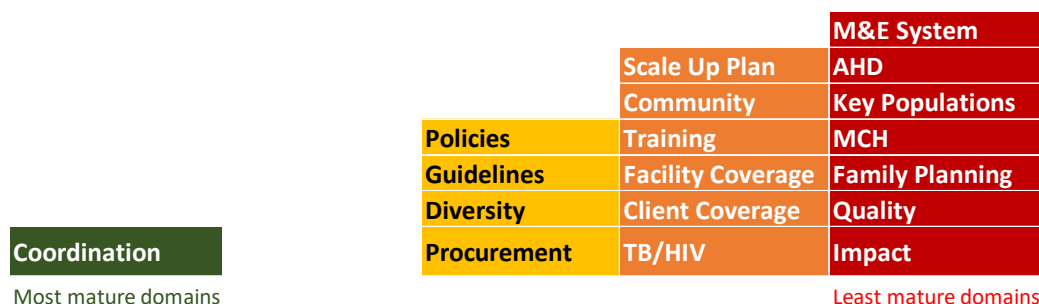 M&E System
Scale Up Plan AHD
Community Key Populations
Policies Training MCH
Guidelines Facility Coverage Family Planning
Diversity Client Coverage Quality
Coordination Procurement TB/HIV Impact
Most mature domains Least mature domains